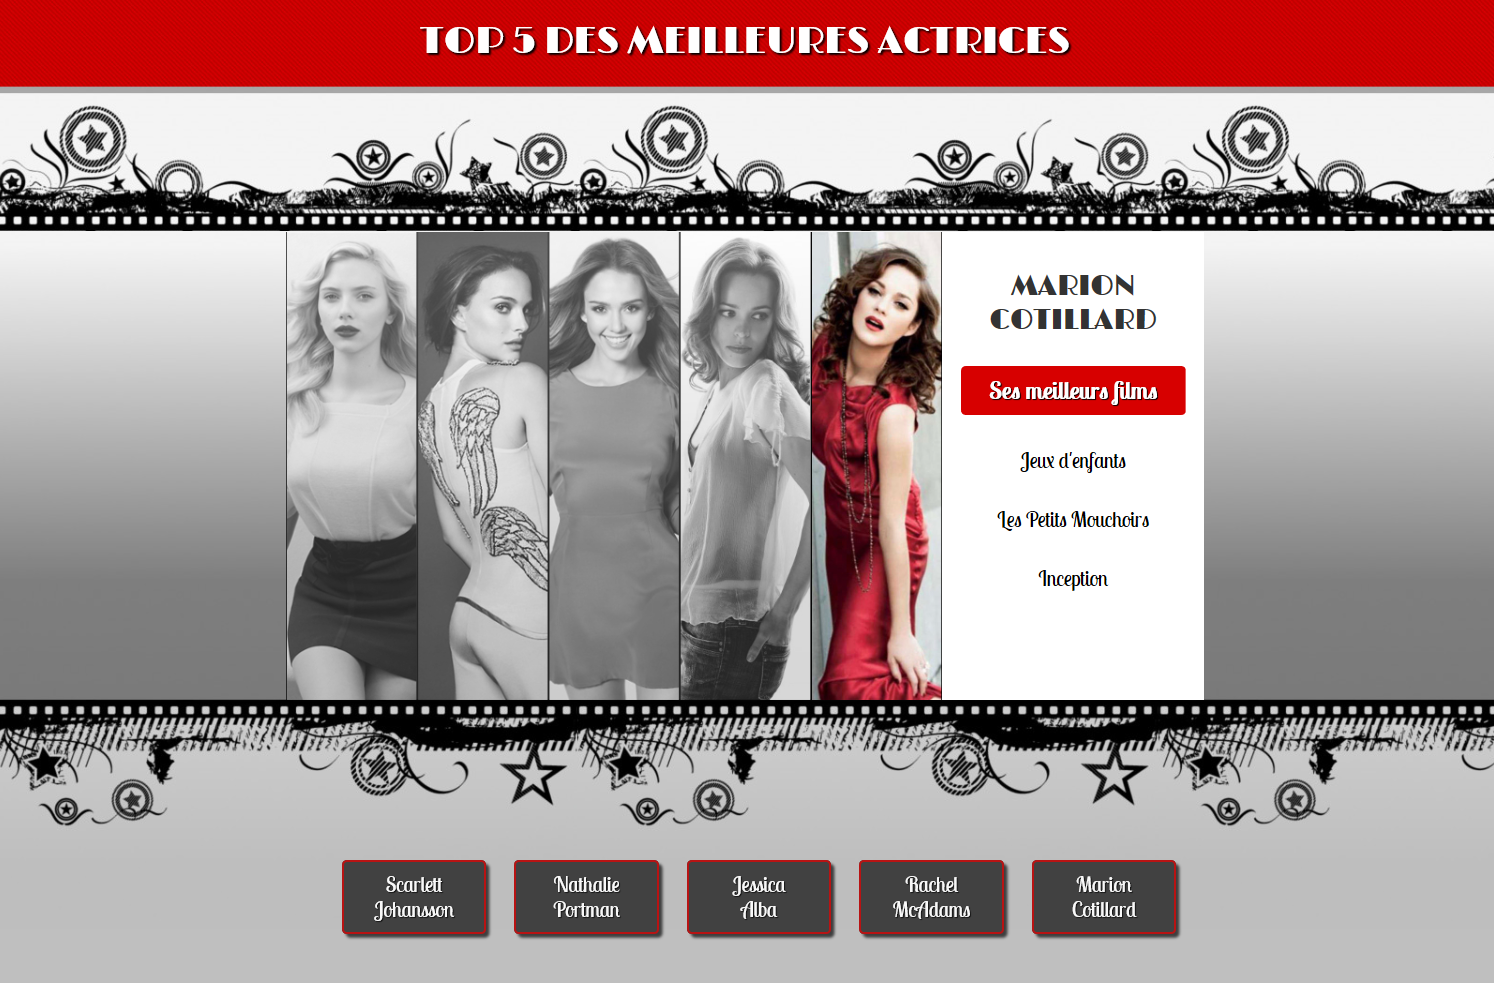 TOP 5 DES MEILLEURES ACTRICES
MARION
COTILLARD
Ses meilleurs films
Jeux d'enfants
Les Petits Mouchoirs
Inception
Scarlett
Johansson
Nathalie
Portman
Jessica
Alba
Rachel
McAdams
Marion
Cotillard